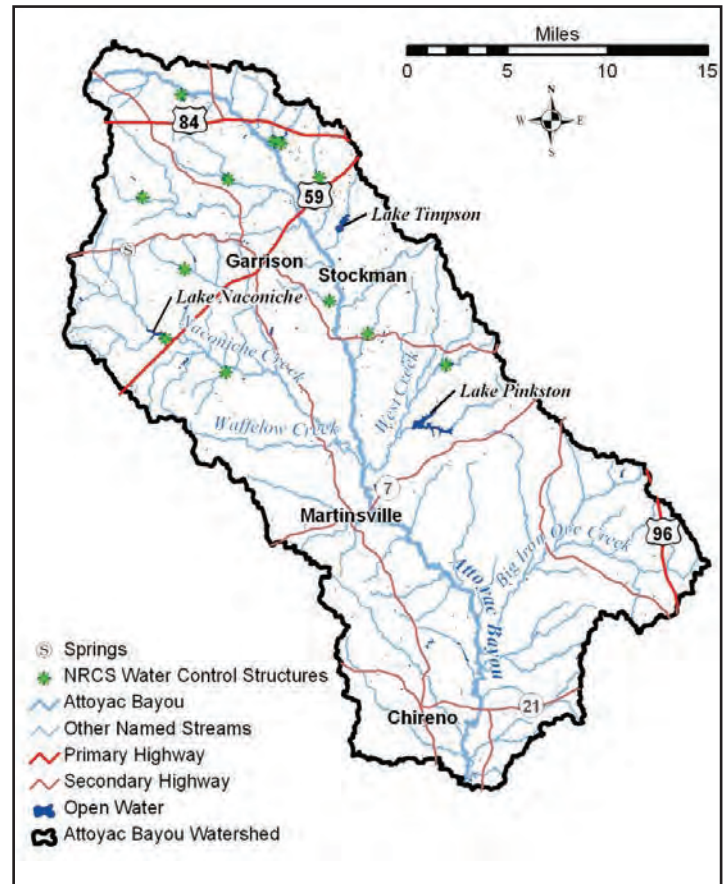 Miles
0 5 10 15
N
W E
S
84
59
Lake Timpson
S
Garrison
Stockman
Lake Naconiche
Naconiche Creek
West Creek
Lake Pinkston
Waffelow Creek
7
Martinsville
96
Big Iron Ore Creek
Attoyac Bayou
21
Chireno
S Springs
NRCS Water Control Structures
Attoyac Bayou
Other Named Streams
Primary Highway
Secondary Highway
Open Water
Attoyac Bayou Watershed